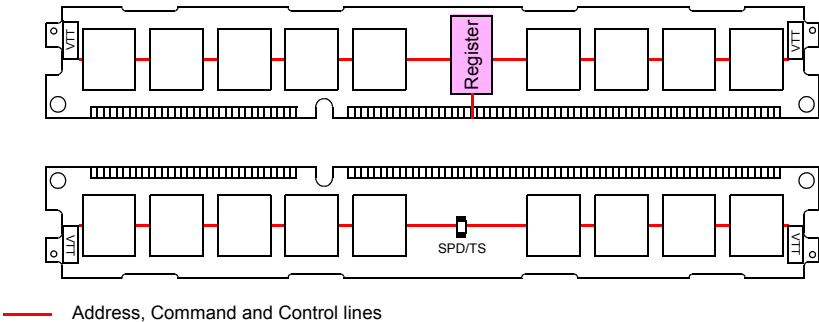 VTT
Register
VTT
VTT
SPD/TS
VTT
Address, Command and Control lines